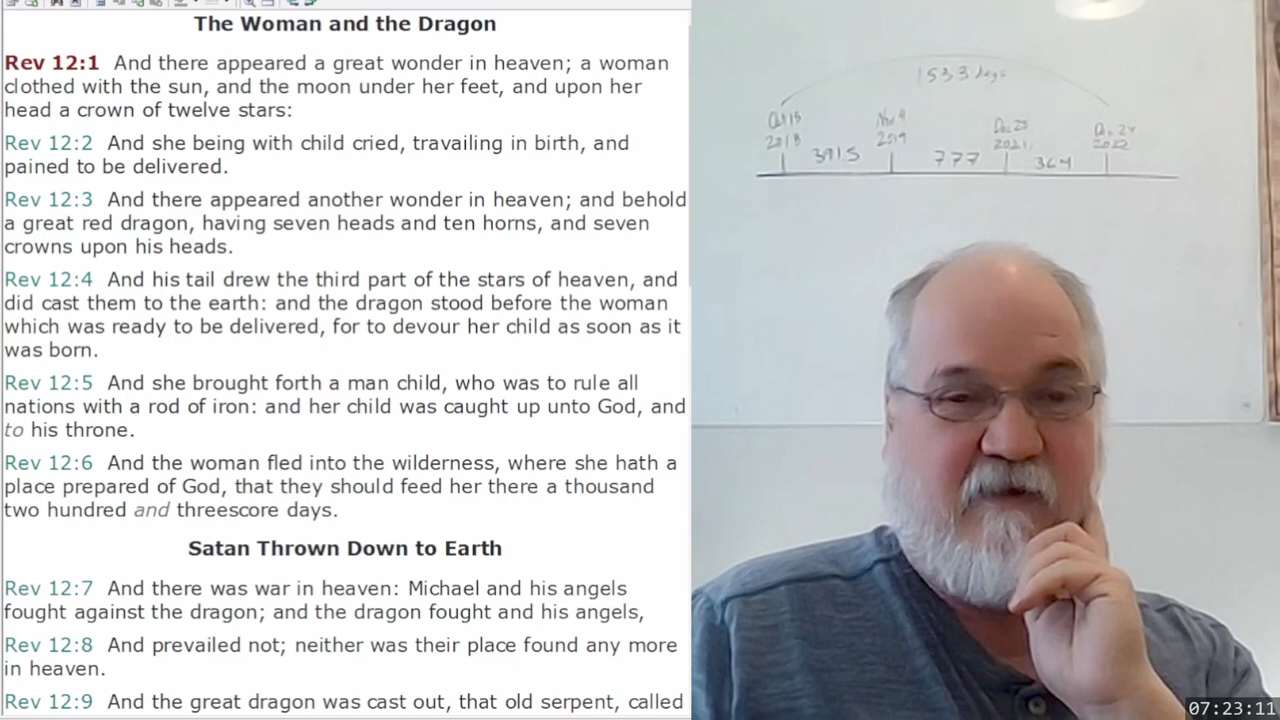 The Woman and the Dragon
Rev 12:1 And there appeared a great wonder in heaven; a woman
clothed with the sun, and the moon under her feet, and upon her
head a crown of twelve stars:
Rev 12:2 And she being with child cried, travailing in birth, and
pained to be delivered.
Rev 12:3 And there appeared another wonder in heaven; and behold
a great red dragon, having seven heads and ten horns, and seven
crowns upon his heads.
Rev 12:4 And his tail drew the third part of the stars of heaven, and
did cast them to the earth: and the dragon stood before the woman
which was ready to be delivered, for to devour her child as soon as it
was born.
Rev 12:5 And she brought forth a man child, who was to rule all
nations with a rod of iron: and her child was caught up unto God, and
to his throne.
Rev 12:6 And the woman fled into the wilderness, where she hath a
place prepared of God, that they should feed her there a thousand
two hundred and threescore days.
Satan Thrown Down to Earth
Rev 12:7 And there was war in heaven: Michael and his angels
fought against the dragon; and the dragon fought and his angels,
Rev 12:8 And prevailed not; neither was their place found any more
in heaven.
Rev 12:9 And the great dragon was cast out, that old serpent, called
1533 days
2018
Nov 9
2019
2021
2022
777
364
07:23:11